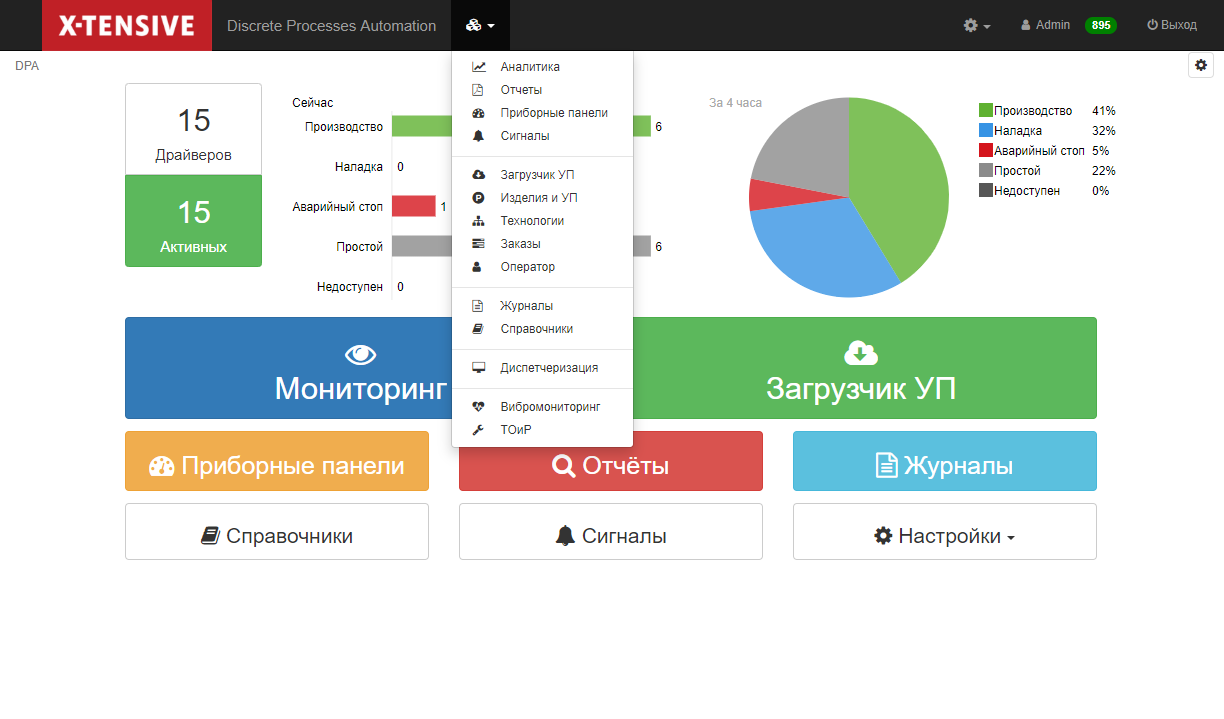 X-TENSIVE
Discrete Processes Automation
Admin
895
Выход
DPA
Аналитика
Отчеты
Приборные панели
Сигналы
Загрузчик УП
Изделия и УП
Технологии
Заказы
Оператор
Журналы
Справочники
Диспетчеризация
Вибромониторинг
ТОиР
15
Драйверов
15
Активных
Сейчас
Производство 6
Наладка 0
Аварийный стоп 1
Простой 6
Недоступен 0
За 4 часа
Производство 41%
Наладка 32%
Аварийный стоп 5%
Простой 22%
Недоступен 0%
Мониторинг
Загрузчик УП
Приборные панели
Отчёты
Журналы
Справочники
Сигналы
Настройки